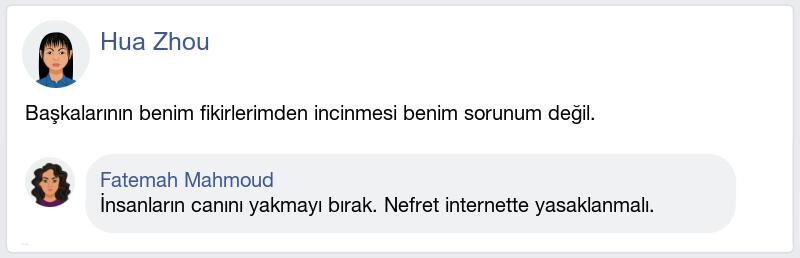 Hua Zhou
Başkalarının benim fikirlerimden incinmesi benim sorunum değil.
Fatemah Mahmoud
İnsanların canını yakmayı bırak. Nefret internette yasaklanmalı.